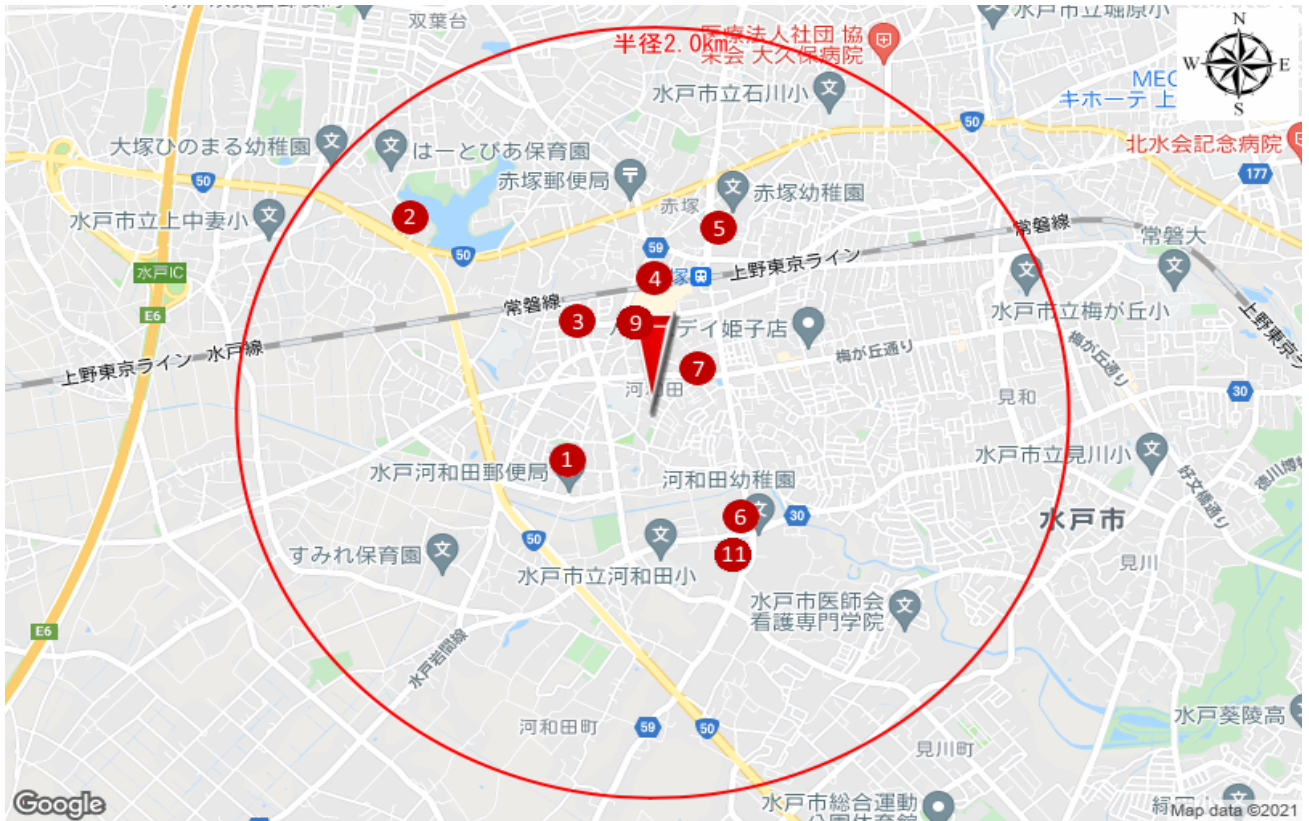 双葉台
水戸市立堀原小
半径2.0km
医療法人社団 協
栄会 大久保病院
N
W
E
S
MEG
キホーテ 上
水戸市立石川小
50
大塚ひのまる幼稚園
はーとぴあ保育園
北水会記念病院
50
赤塚郵便局
177
赤塚
赤塚幼稚園
水戸市立上中妻小
2
5
59
常磐線
常磐大
50
水戸IC
4
塚
上野東京ライン
E6
常磐線
水戸市立梅が丘小
3
9
デイ姫子店
上野東京ライン
梅が丘通り
梅が丘通り
上野東京ライン 水戸線
7
河和田
見和
30
水戸河和田郵便局
1
水戸市立見川小
河和田幼稚園
好文橋通り
徳川博物
6
30
水戸市
すみれ保育園
50
11
水戸市立河和田小
見川
水戸市医師会
看護専門学院
E6
水戸岩間線
河和田町
59
50
見川町
水戸葵陵高
水戸市総合運動
Google
Map data ©2021